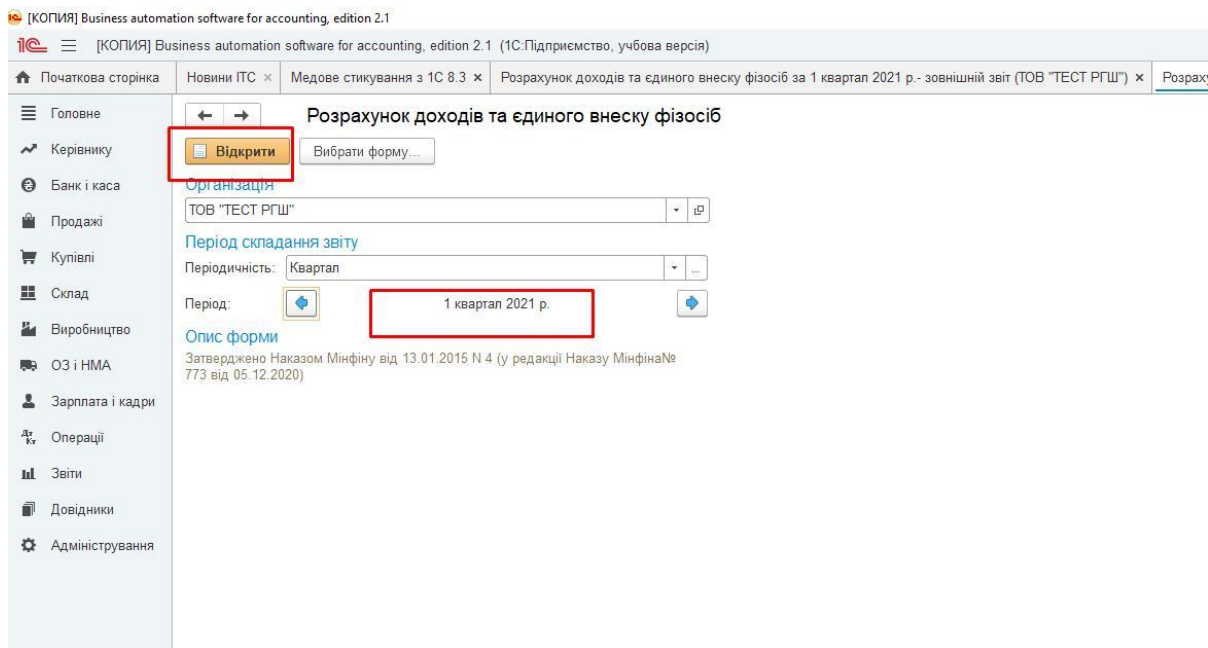 [КОПИЯ] Business automation software for accounting, edition 2.1
[КОПИЯ] Business automation software for accounting, edition 2.1 (1С:Підприємство, учбова версія)
Початкова сторінка
Новини ІТС ×
Медове стикування з 1С 8.3 ×
Розрахунок доходів та єдиного внеску фізосіб за 1 квартал 2021 р.- зовнішній звіт (ТОВ "ТЕСТ РГШ") ×
Розрах
Головне
Керівнику
Банк і каса
Продажі
Купівлі
Склад
Виробництво
ОЗ і НМА
Зарплата і кадри
Операції
Звіти
Довідники
Адміністрування
Розрахунок доходів та єдиного внеску фізосіб
Відкрити
Вибрати форму...
Організація
ТОВ "ТЕСТ РГШ"
Період складання звіту
Періодичність: Квартал
Період: 1 квартал 2021 р.
Опис форми
Затверджено Наказом Мінфіну від 13.01.2015 N 4 (у редакції Наказу Мінфіна№
773 від 05.12.2020)